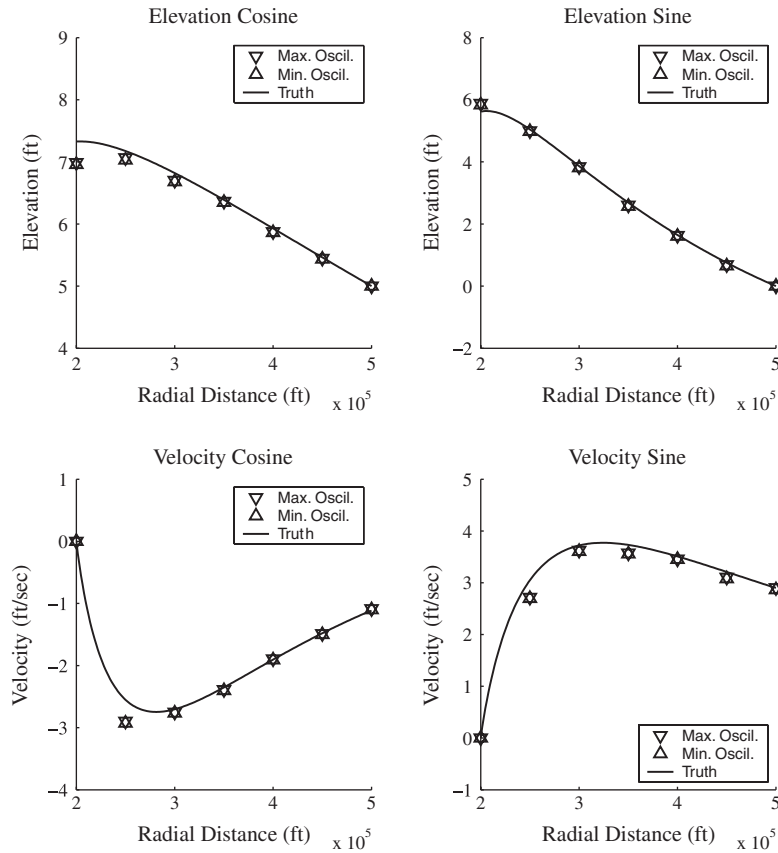 Elevation Cosine
9
8
7
6
5
4
Elevation (ft)
Max. Oscil.
Min. Oscil.
Truth
2
3
4
5
Radial Distance (ft)
x 10^5
Elevation Sine
8
6
4
2
0
−2
Elevation (ft)
Max. Oscil.
Min. Oscil.
Truth
2
3
4
5
Radial Distance (ft)
x 10^5
Velocity Cosine
1
0
−1
−2
−3
−4
Velocity (ft/sec)
Max. Oscil.
Min. Oscil.
Truth
2
3
4
5
Radial Distance (ft)
x 10^5
Velocity Sine
5
4
3
2
1
0
−1
Velocity (ft/sec)
Max. Oscil.
Min. Oscil.
Truth
2
3
4
5
Radial Distance (ft)
x 10^5